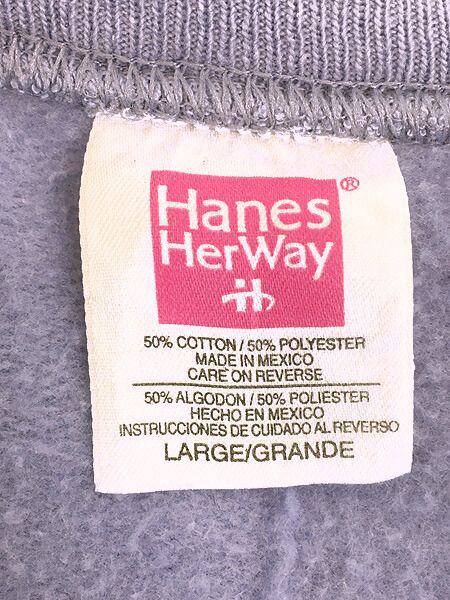 Hanes®
HerWay
50% COTTON / 50% POLYESTER
MADE IN MEXICO
CARE ON REVERSE
50% ALGODON / 50% POLIESTER
HECHO EN MEXICO
INSTRUCCIONES DE CUIDADO AL REVERSO
LARGE/GRANDE